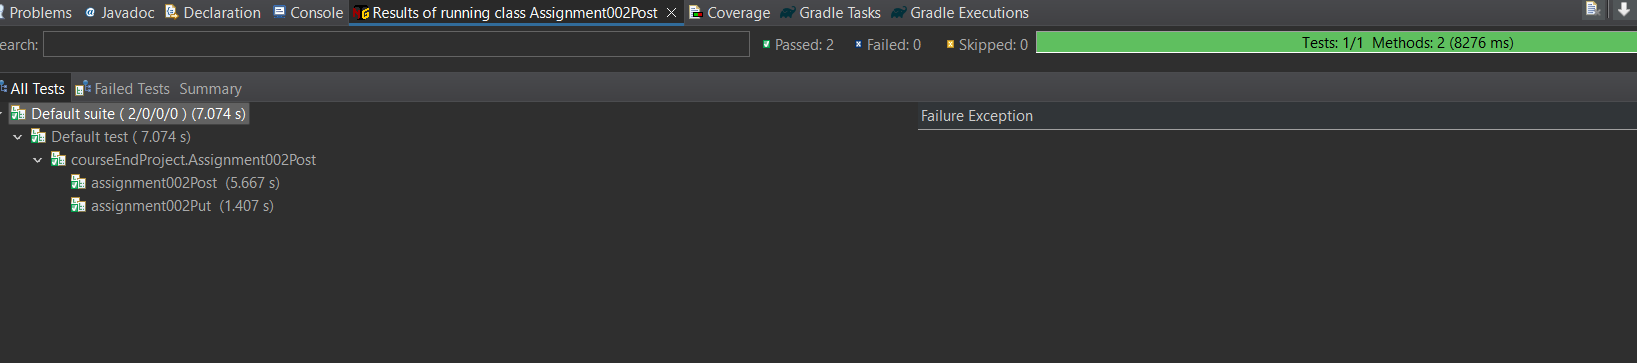 Problems @ Javadoc Declaration Console Results of running class Assignment002Post Coverage Gradle Tasks Gradle Executions
earch: Passed: 2 Failed: 0 Skipped: 0 Tests: 1/1 Methods: 2 (8276 ms)
All Tests Failed Tests Summary
Default suite ( 2/0/0/0 ) (7.074 s)
Failure Exception
Default test ( 7.074 s)
courseEndProject.Assignment002Post
assignment002Post (5.667 s)
assignment002Put (1.407 s)